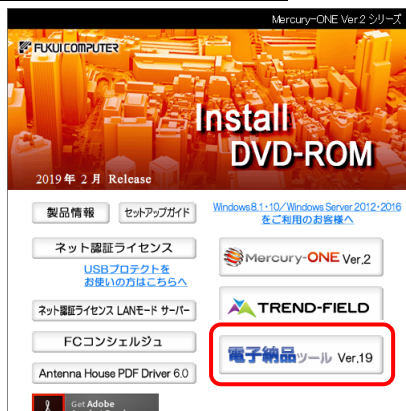 Mercury-ONE Ver.2 シリーズ
FUKUI COMPUTER
Install
DVD-ROM
2019年 2月 Release
製品情報
セットアップガイド
Windows8.1・10／Windows Server 2012・2016
をご利用のお客様へ
ネット認証ライセンス
USBプロテクトを
お使いの方はこちらへ
Mercury-ONE Ver.2
ネット認証ライセンス LANモード サーバー
TREND-FIELD
FCコンシェルジュ
電子納品ツール Ver.19
Antenna House PDF Driver 6.0
Get Adobe